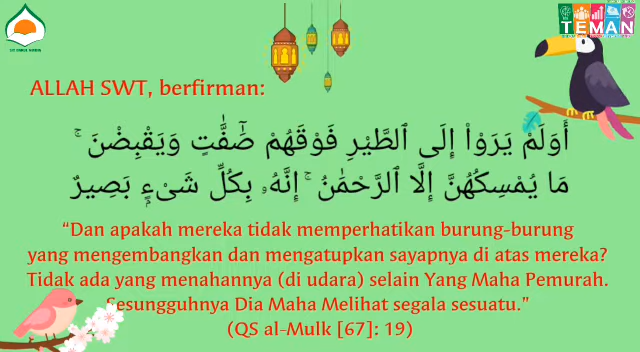 TEMAN
ALLAH SWT, berfirman:
أَوَلَمْ يَرَوْا۟ إِلَى ٱلطَّيْرِ فَوْقَهُمْ صَٰٓفَّٰتٍ وَيَقْبِضْنَ ۚ
مَا يُمْسِكُهُنَّ إِلَّا ٱلرَّحْمَٰنُ ۚ إِنَّهُۥ بِكُلِّ شَىْءٍۭ بَصِيرٌ
“Dan apakah mereka tidak memperhatikan burung-burung
yang mengembangkan dan mengatupkan sayapnya di atas mereka?
Tidak ada yang menahannya (di udara) selain Yang Maha Pemurah.
Sesungguhnya Dia Maha Melihat segala sesuatu.”
(QS al-Mulk [67]: 19)